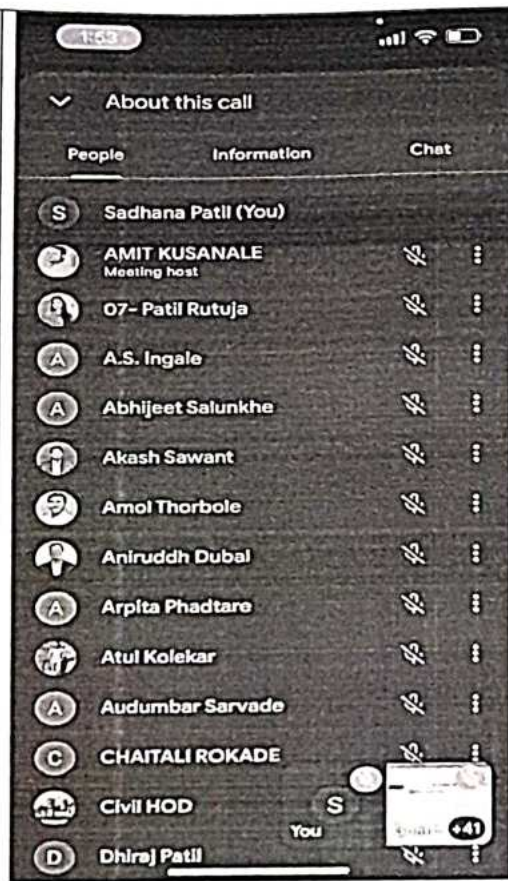 1:53
About this call
People Information Chat
S Sadhana Patil (You)
AMIT KUSANALE
Meeting host
07- Patil Rutuja
A A.S. Ingale
A Abhijeet Salunkhe
Akash Sawant
Amol Thorbole
Aniruddh Dubal
A Arpita Phadtare
Atul Kolekar
A Audumbar Sarvade
C CHAITALI ROKADE
Civil HOD S
You +41
D Dhiraj Patil